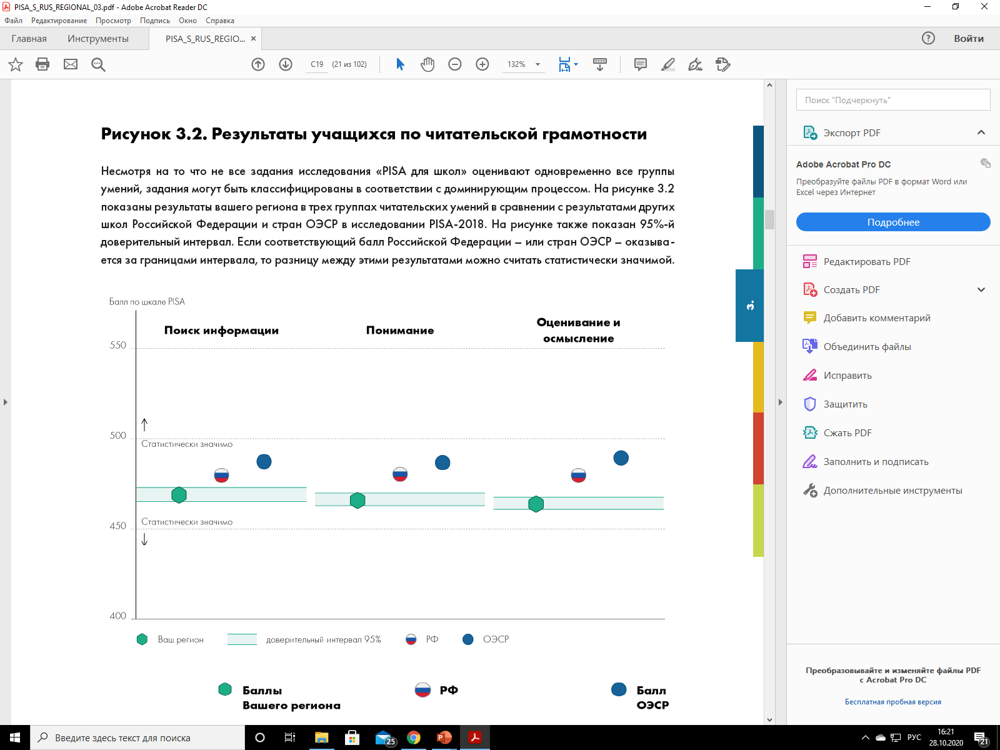 PISA_S_RUS_REGIONAL_03.pdf - Adobe Acrobat Reader DC
Файл Редактирование Просмотр Подпись Окно Справка
Главная Инструменты PISA_S_RUS_REGIO... × Войти
C19 (21 из 102) 132%
Рисунок 3.2. Результаты учащихся по читательской грамотности
Несмотря на то что не все задания исследования «PISA для школ» оценивают одновременно все группы
умений, задания могут быть классифицированы в соответствии с доминирующим процессом. На рисунке 3.2
показаны результаты вашего региона в трех группах читательских умений в сравнении с результатами других
школ Российской Федерации и стран ОЭСР в исследовании PISA-2018. На рисунке также показан 95%-й
доверительный интервал. Если соответствующий балл Российской Федерации – или стран ОЭСР – оказыва-
ется за границами интервала, то разницу между этими результатами можно считать статистически значимой.
3.
Балл по шкале PISA
Поиск информации
Понимание
Оценивание и
осмысление
550
500
Статистически значимо
Статистически значимо
450
400
Ваш регион доверительный интервал 95% РФ ОЭСР
Баллы
Вашего региона
РФ
Балл
ОЭСР
Поиск "Подчеркнуть"
Экспорт PDF
Adobe Acrobat Pro DC
Преобразуйте файлы PDF в формат Word или
Excel через Интернет
Подробнее
Редактировать PDF
Создать PDF
Добавить комментарий
Объединить файлы
Исправить
Защитить
Сжать PDF
Заполнить и подписать
Дополнительные инструменты
Преобразовывайте и изменяйте файлы PDF
с Acrobat Pro DC
Бесплатная пробная версия
Введите здесь текст для поиска
25
РУС
16:21
28.10.2020
21